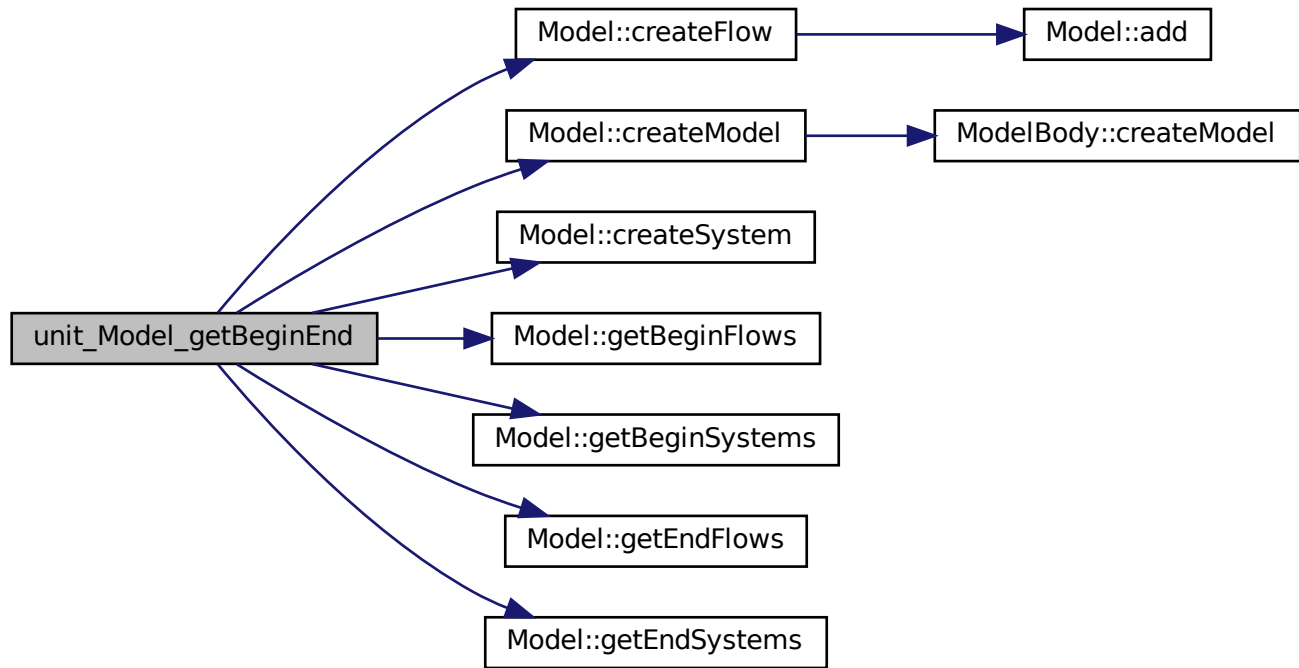 Model::createFlow
Model::add
Model::createModel
ModelBody::createModel
Model::createSystem
unit_Model_getBeginEnd
Model::getBeginFlows
Model::getBeginSystems
Model::getEndFlows
Model::getEndSystems